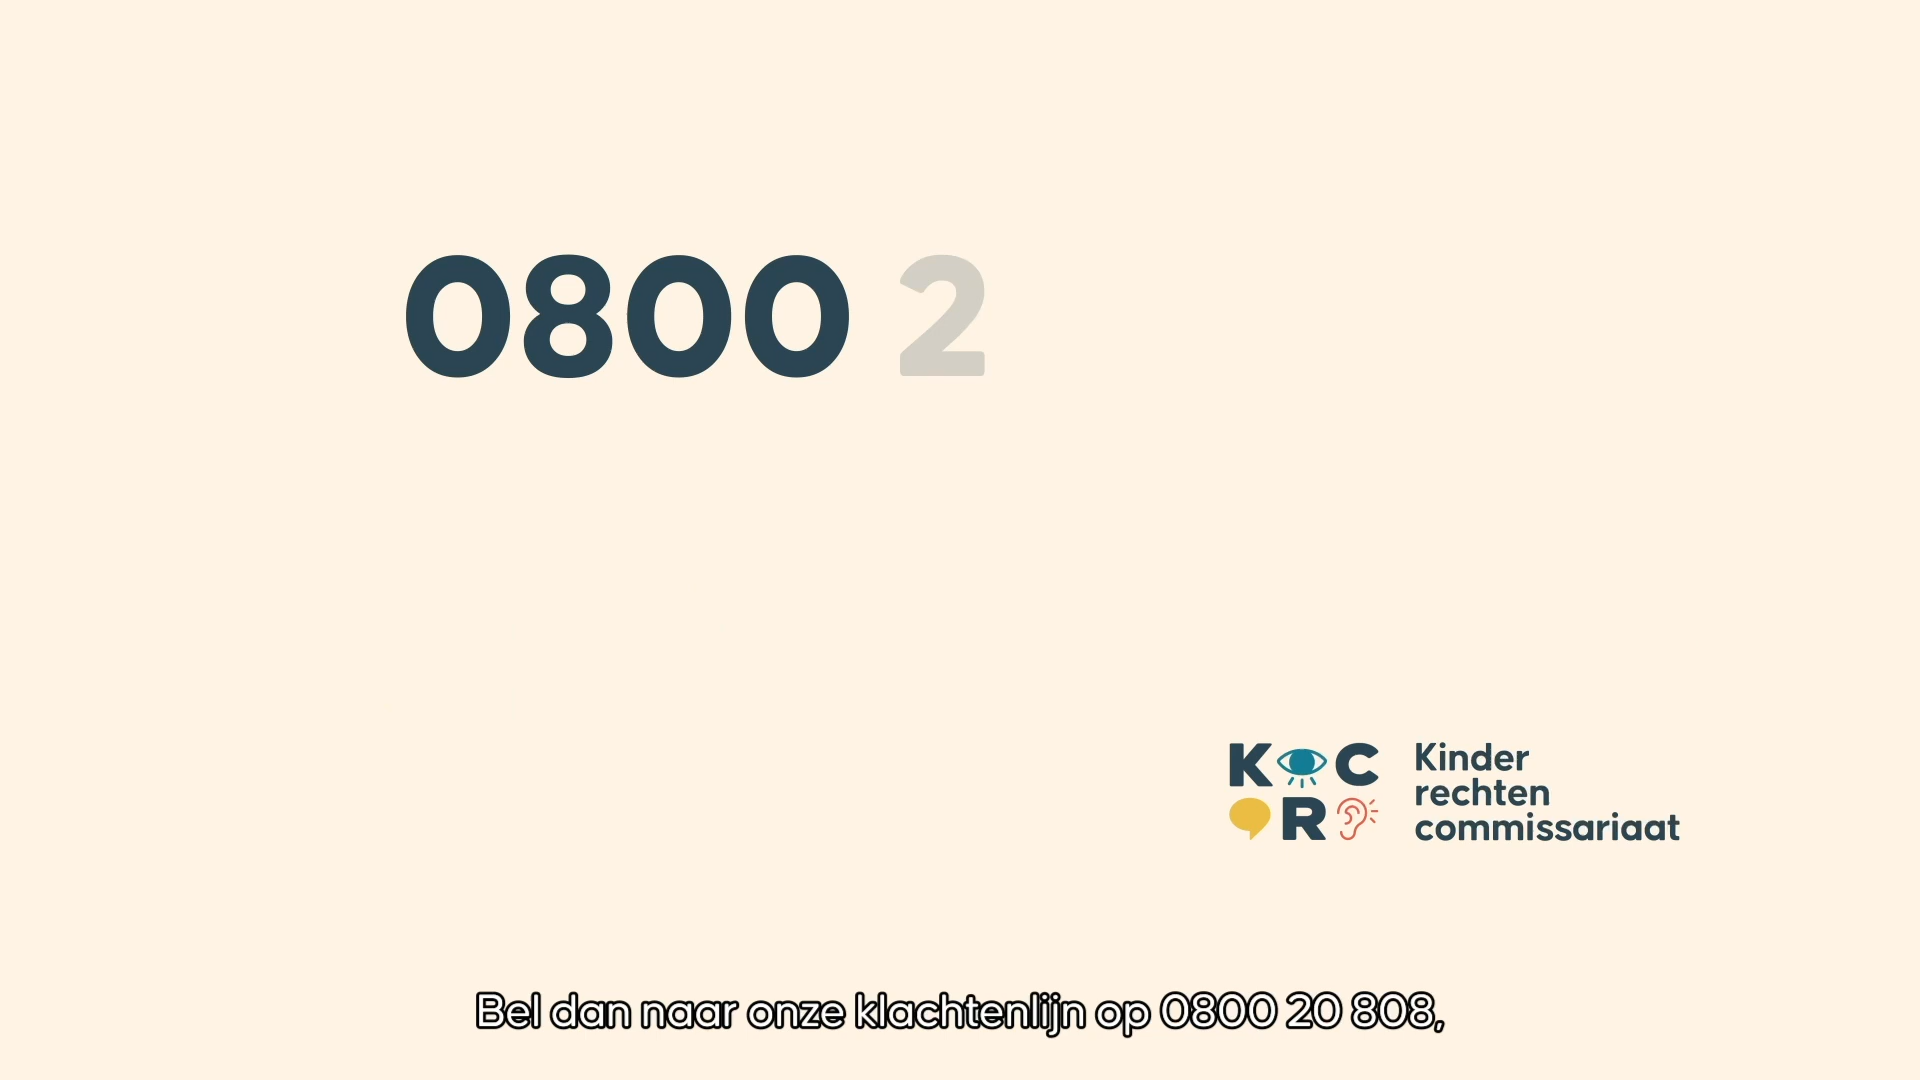 0800 2
K C
R
Kinder
rechten
commissariaat
Bel dan naar onze klachtenlijn op 0800 20 808,